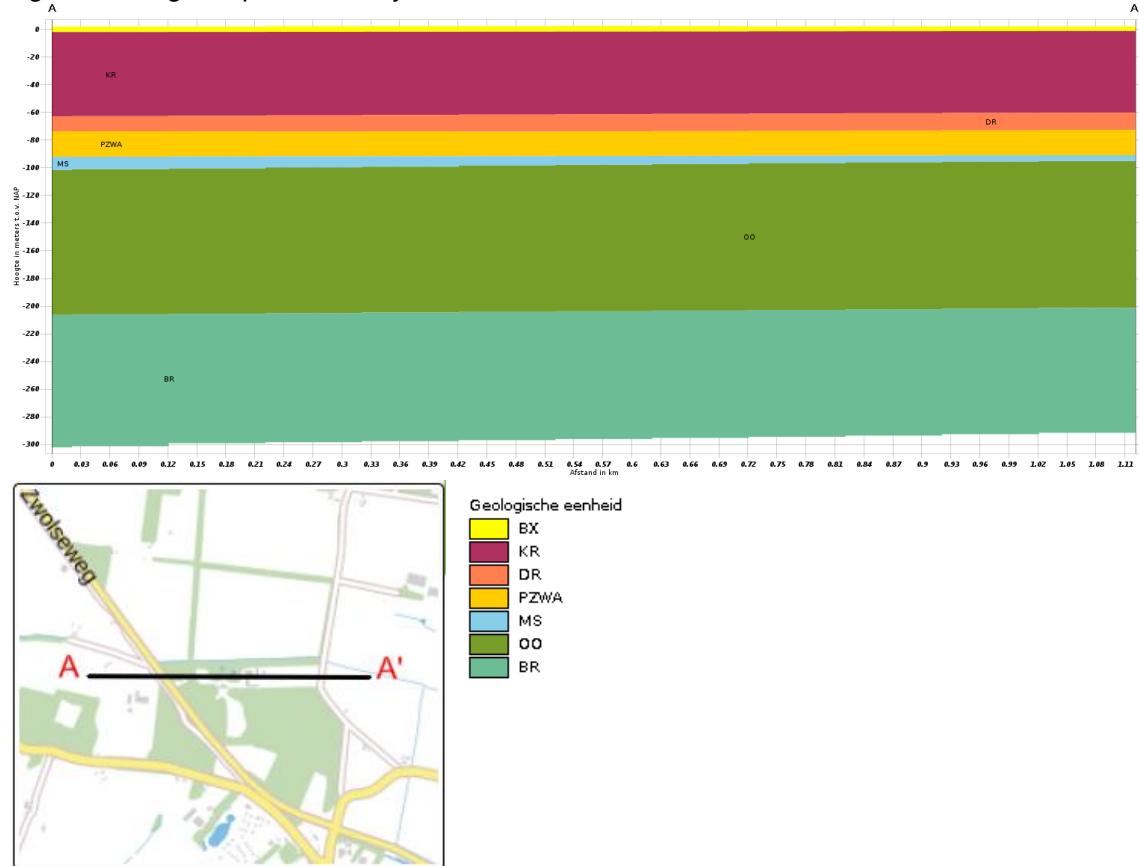 A A
0
-20
KR
-40
-60
DR
-80
PZWA
MS
-100
-120
-140
OO
-160
-180
-200
-220
-240
BR
-260
-280
-300
Hoogte in meters t.o.v. NAP
0 0.03 0.06 0.09 0.12 0.15 0.18 0.21 0.24 0.27 0.3 0.33 0.36 0.39 0.42 0.45 0.48 0.51 0.54 0.57 0.6 0.63 0.66 0.69 0.72 0.75 0.78 0.81 0.84 0.87 0.9 0.93 0.96 0.99 1.02 1.05 1.08 1.11
Afstand in km
Zwolseweg
A A'
Geologische eenheid
BX
KR
DR
PZWA
MS
OO
BR